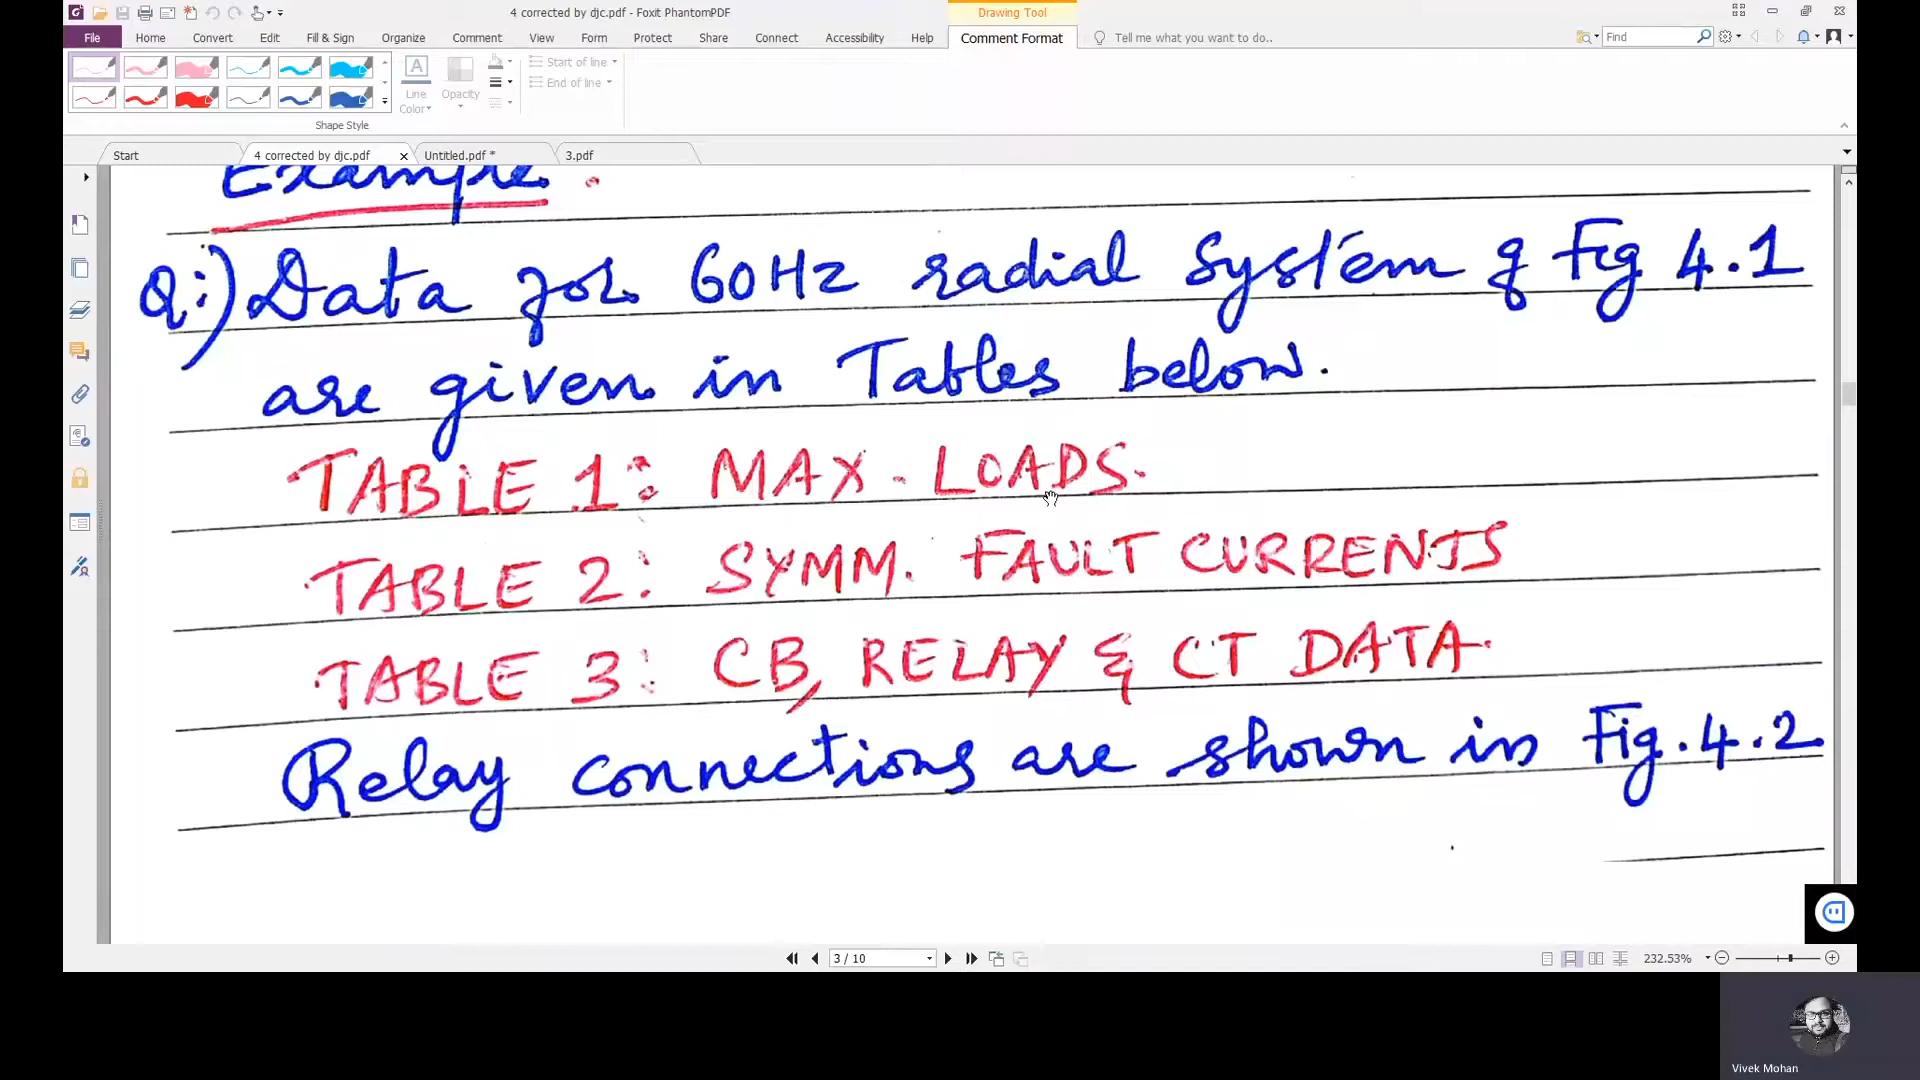 4 corrected by djc.pdf - Foxit PhantomPDF
Drawing Tool
File Home Convert Edit Fill & Sign Organize Comment View Form Protect Share Connect Accessibility Help Comment Format Tell me what you want to do.. Find
Line Color
Opacity
Start of line
End of line
Shape Style
Start 4 corrected by djc.pdf Untitled.pdf * 3.pdf
Example :
Q:) Data for 60Hz radial system of Fig 4.1
are given in Tables below.
TABLE 1: MAX. LOADS.
TABLE 2: SYMM. FAULT CURRENTS
TABLE 3: CB, RELAY & CT DATA.
Relay connections are shown in Fig. 4.2
3 / 10
232.53%
Vivek Mohan